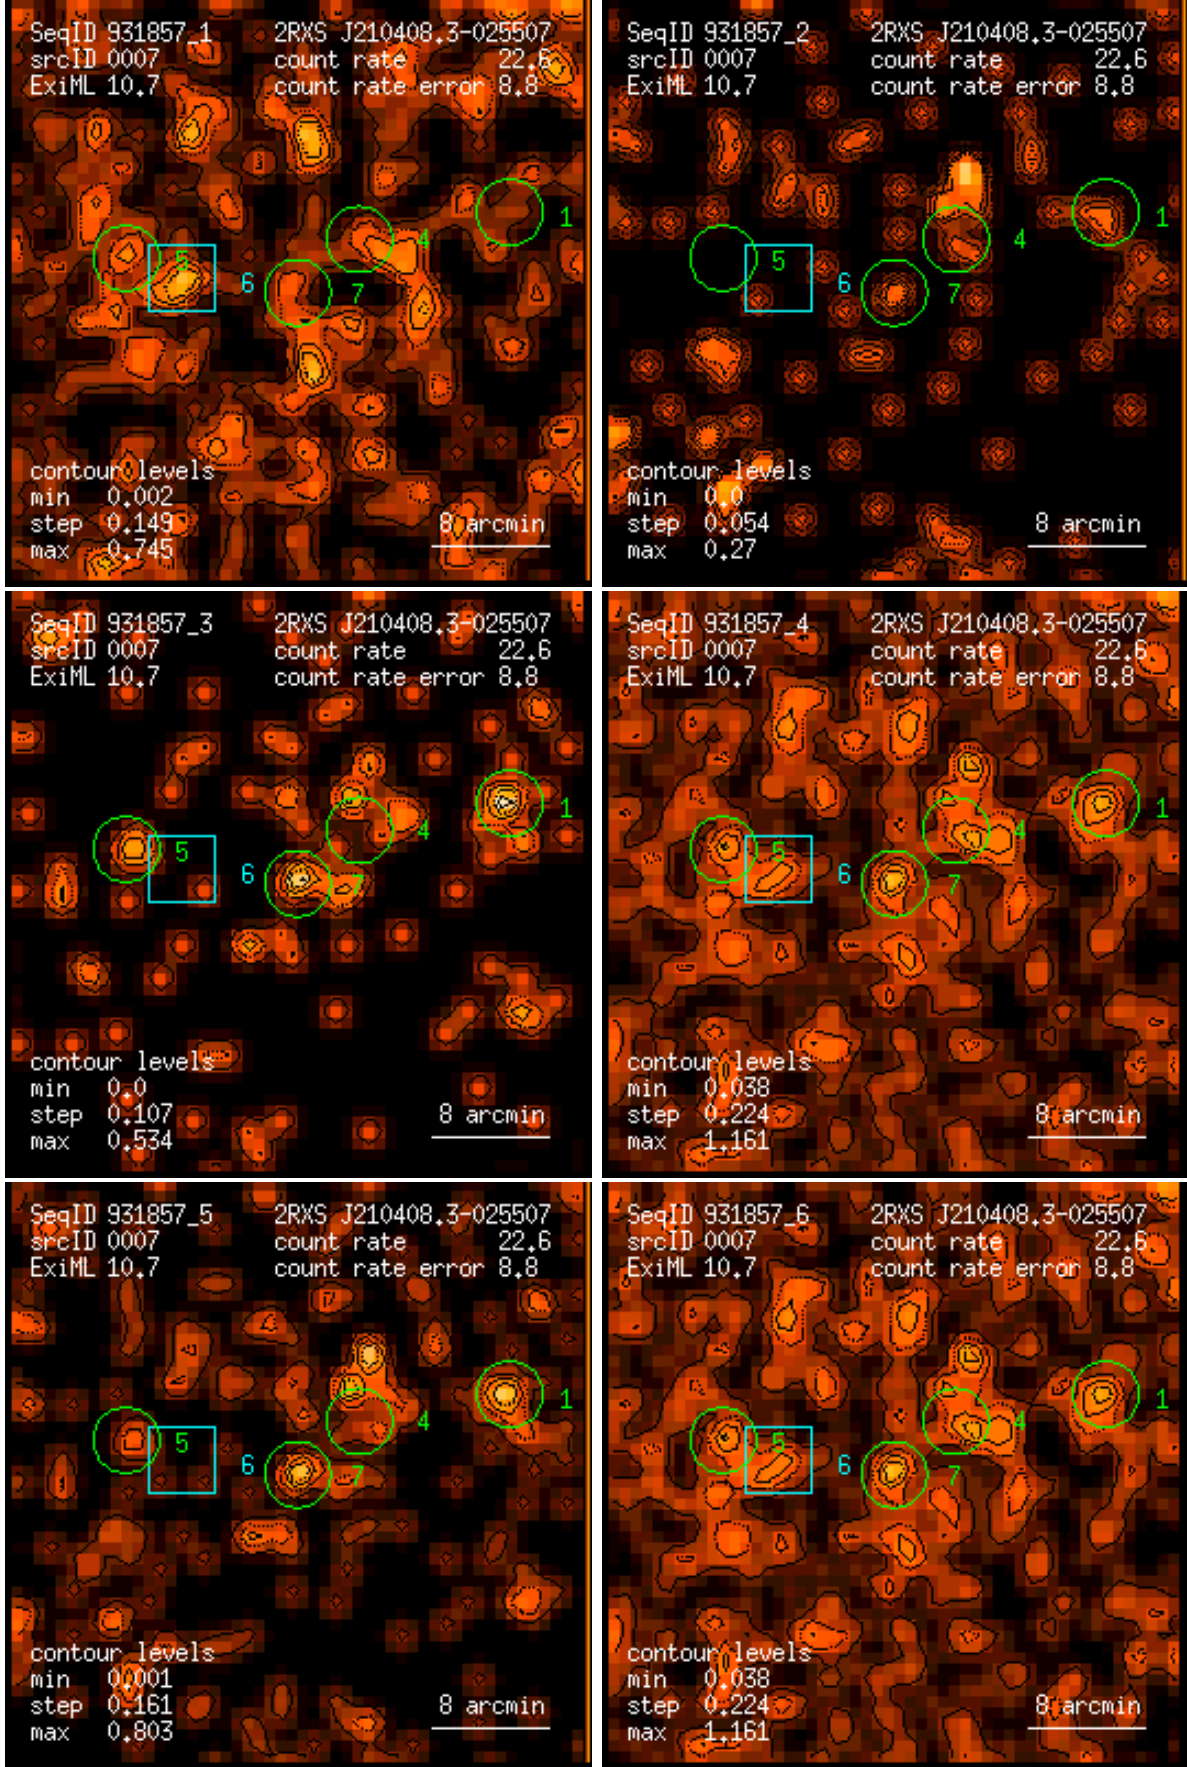 SeqID 931857_1 2RXS J210408.3-025507
srcID 0007 count rate 22.6
ExiML 10.7 count rate error 8.8
1
4
5
6
7
contour levels
min 0.002
step 0.149 8 arcmin
max 0.745
SeqID 931857_2 2RXS J210408.3-025507
srcID 0007 count rate 22.6
ExiML 10.7 count rate error 8.8
1
4
5
6
7
contour levels
min 0.0
step 0.054 8 arcmin
max 0.27
SeqID 931857_3 2RXS J210408.3-025507
srcID 0007 count rate 22.6
ExiML 10.7 count rate error 8.8
1
4
5
6
7
contour levels
min 0.0
step 0.107 8 arcmin
max 0.534
SeqID 931857_4 2RXS J210408.3-025507
srcID 0007 count rate 22.6
ExiML 10.7 count rate error 8.8
1
4
5
6
7
contour levels
min 0.038
step 0.224 8 arcmin
max 1.161
SeqID 931857_5 2RXS J210408.3-025507
srcID 0007 count rate 22.6
ExiML 10.7 count rate error 8.8
1
4
5
6
7
contour levels
min 0.001
step 0.161 8 arcmin
max 0.803
SeqID 931857_6 2RXS J210408.3-025507
srcID 0007 count rate 22.6
ExiML 10.7 count rate error 8.8
1
4
5
6
7
contour levels
min 0.038
step 0.224 8 arcmin
max 1.161